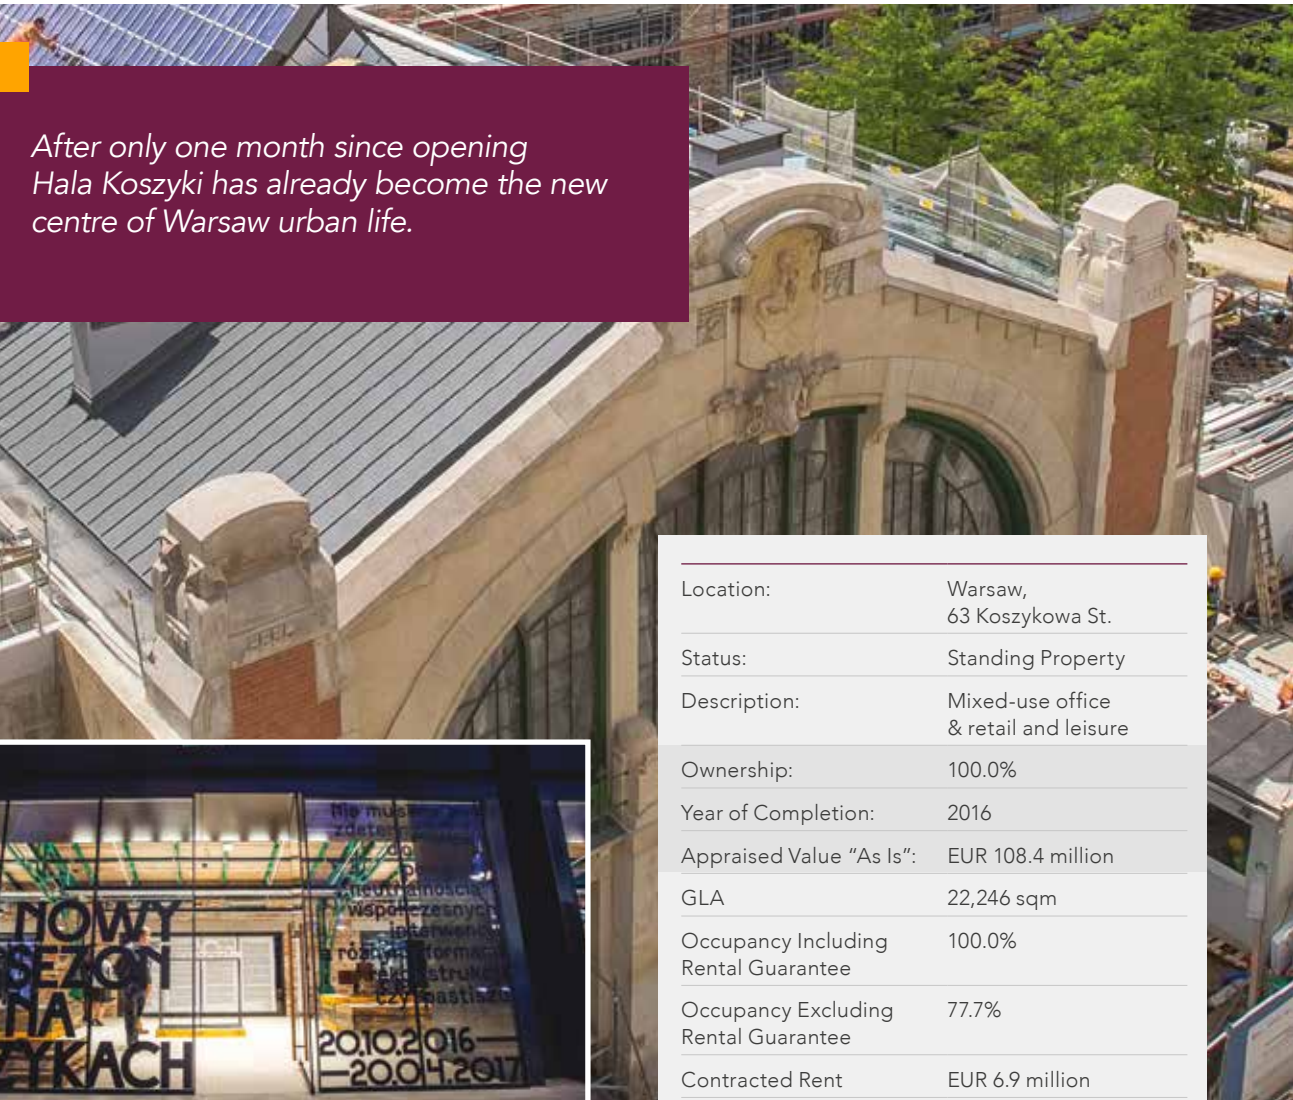 After only one month since opening
Hala Koszyki has already become the new
centre of Warsaw urban life.
Location: Warsaw,
63 Koszykowa St.
Status: Standing Property
Description: Mixed-use office
& retail and leisure
Ownership: 100.0%
Year of Completion: 2016
Appraised Value “As Is”: EUR 108.4 million
GLA 22,246 sqm
Occupancy Including 100.0%
Rental Guarantee
Occupancy Excluding 77.7%
Rental Guarantee
Contracted Rent EUR 6.9 million
NOWY
SEZON
NA
ZYKACH
20.10.2016—
—20.04.2017